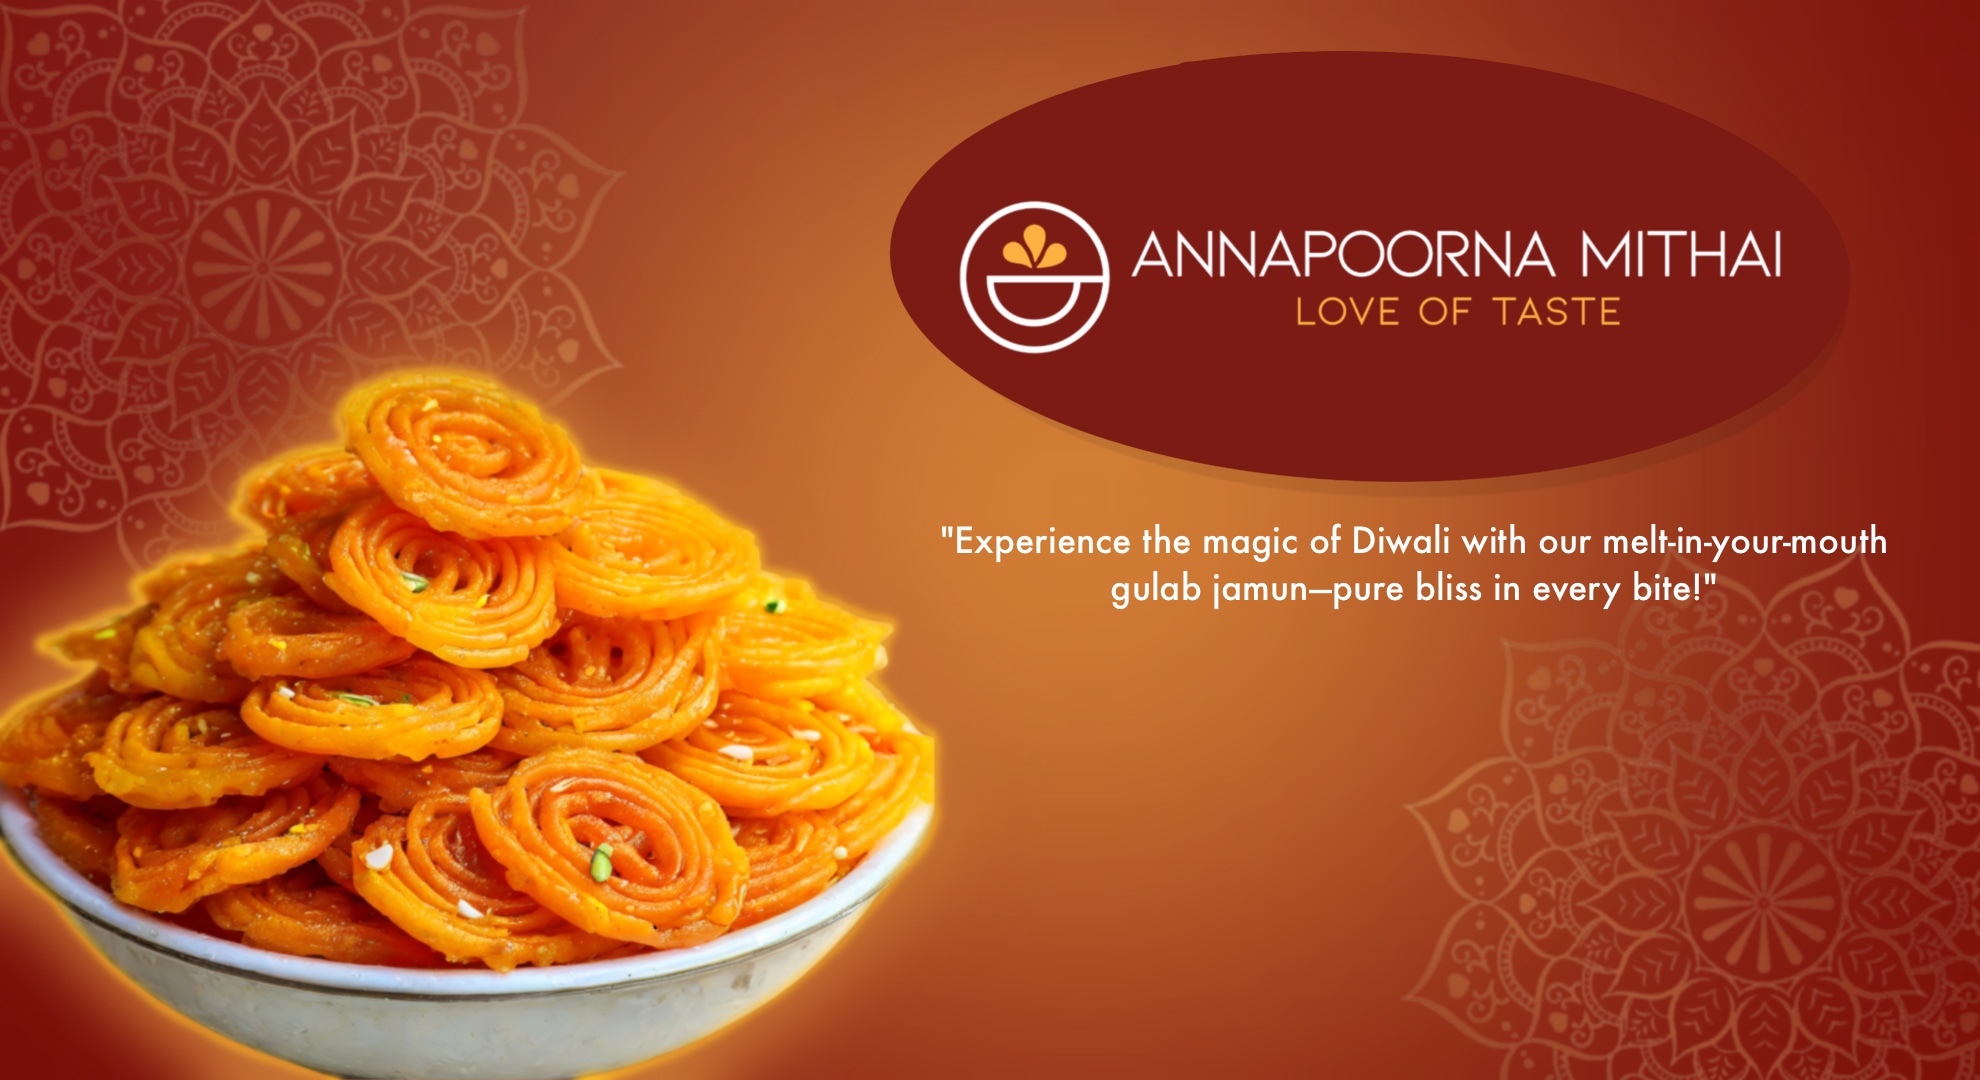 ANNAPOORNA MITHAI
LOVE OF TASTE
"Experience the magic of Diwali with our melt-in-your-mouth
gulab jamun—pure bliss in every bite!"